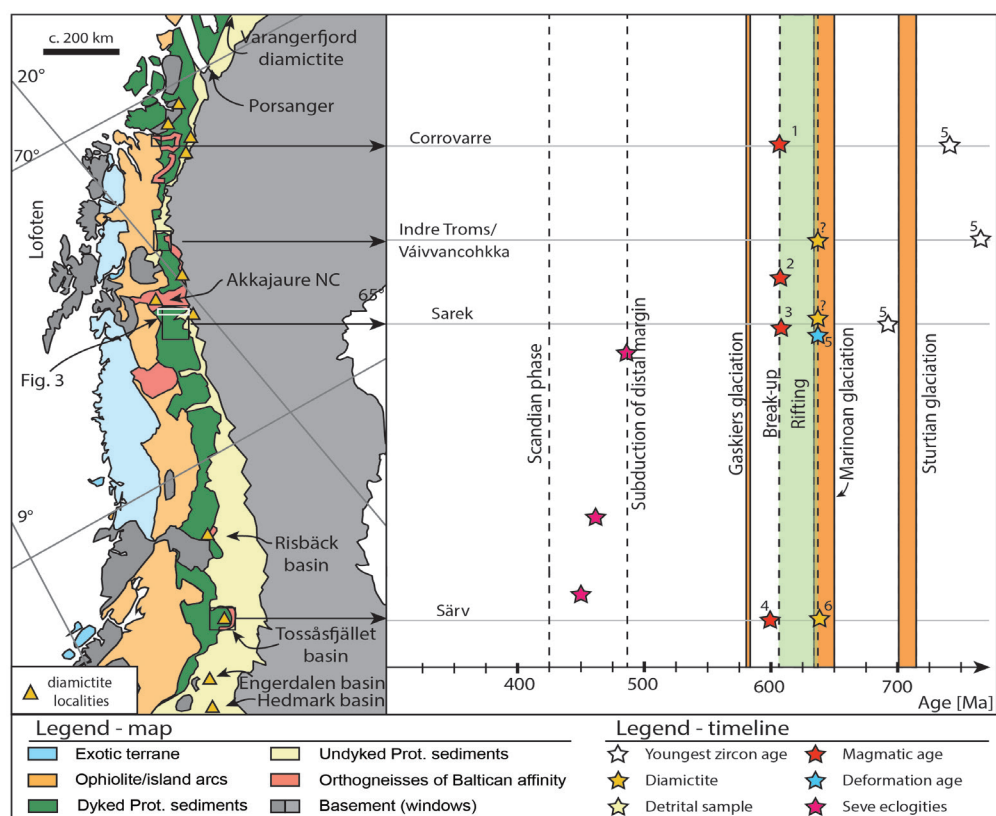 c. 200 km
Varangerfjord
diamictite
20°
Porsanger
70°
Lofoten
Akkajaure NC
65°
Fig. 3
9°
Risbäck
basin
Tossåsfjället
basin
Engerdalen basin
Hedmark basin
diamictite
localities
Corrovarre
1
5
Indre Troms/
Váivvancohkka
?
5
2
Sarek
3
?
5
5
Scandian phase
Subduction of distal margin
Gaskiers glaciation
Break-up
Rifting
Marinoan glaciation
Sturtian glaciation
Särv
4
6
400
500
600
700
Age [Ma]
Legend - map
Exotic terrane
Ophiolite/island arcs
Dyked Prot. sediments
Undyked Prot. sediments
Orthogneisses of Baltican affinity
Basement (windows)
Legend - timeline
Youngest zircon age
Diamictite
Detrital sample
Magmatic age
Deformation age
Seve eclogities